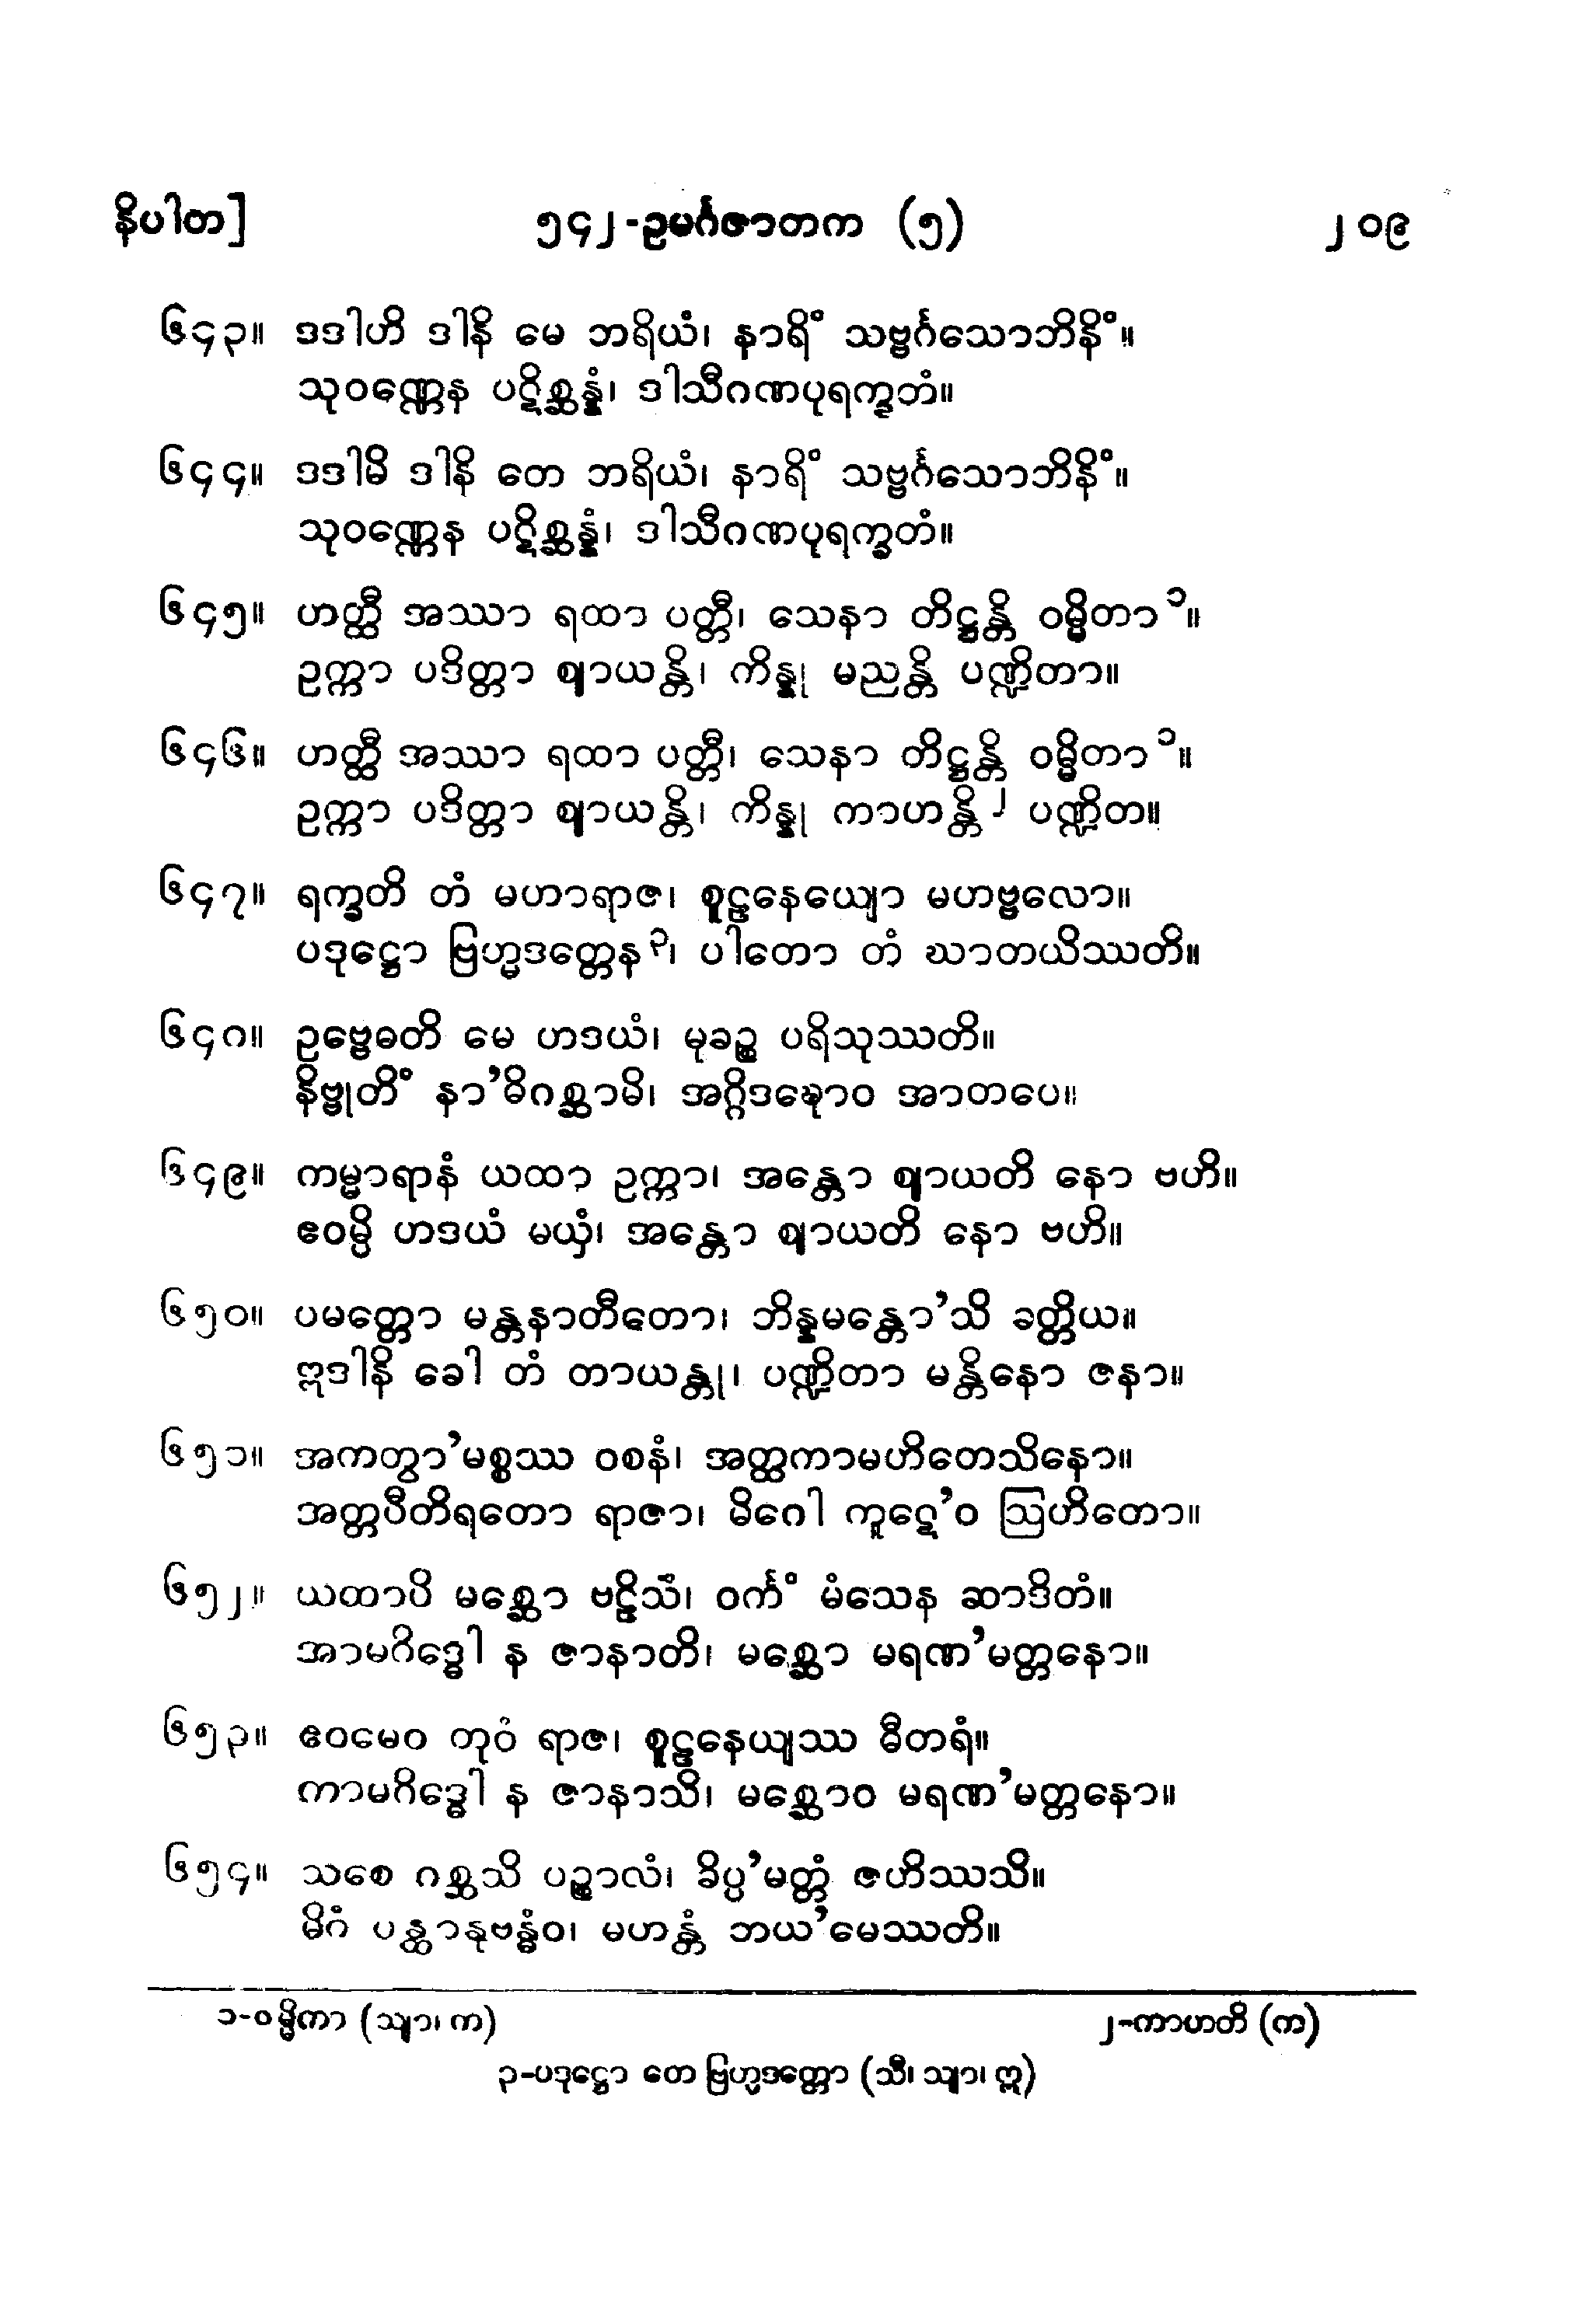 နိပါတ]
၅၄၂-ဥမင်္ဂဇာတက (၅)
၂၀၉
၆၄၃။ ဒဒါဟိ ဒါနိ မေ ဘရိယံ၊ နာရိံ သဗ္ဗင်္ဂသောဘိနိံ။
သုဝဏ္ဏေန ပဋိစ္ဆန္နံ၊ ဒါသီဂဏပုရက္ခတံ။
၆၄၄။ ဒဒါမိ ဒါနိ တေ ဘရိယံ၊ နာရိံ သဗ္ဗင်္ဂသောဘိနိံ။
သုဝဏ္ဏေန ပဋိစ္ဆန္နံ၊ ဒါသီဂဏပုရက္ခတံ။
၆၄၅။ ဟတ္ထီ အဿာ ရထာ ပတ္တီ၊ သေနာ တိဋ္ဌန္တိ ဝမ္မိတာ ၁။
ဥက္ကာ ပဒိတ္တာ ဈာယန္တိ၊ ကိန္နု မညန္တိ ပဏ္ဍိတာ။
၆၄၆။ ဟတ္ထီ အဿာ ရထာ ပတ္တီ၊ သေနာ တိဋ္ဌန္တိ ဝမ္မိတာ ၁။
ဥက္ကာ ပဒိတ္တာ ဈာယန္တိ၊ ကိန္နု ကာဟန္တိ ၂ ပဏ္ဍိတ။
၆၄၇။ ရက္ခတိ တံ မဟာရာဇ၊ စူဠနေယျော မဟဗ္ဗလော။
ပဒုဋ္ဌော ဗြဟ္မဒတ္တေန ၃၊ ပါတော တံ ဃာတယိဿတိ။
၆၄၈။ ဥဗ္ဗေဓတိ မေ ဟဒယံ၊ မုခဉ္စ ပရိသုဿတိ။
နိဗ္ဗုတိံ နာ’ဓိဂစ္ဆာမိ၊ အဂ္ဂိဒဍ္ဎောဝ အာတပေ။
၆၄၉။ ကမ္မာရာနံ ယထာ ဥက္ကာ၊ အန္တော ဈာယတိ နော ဗဟိ။
ဧဝမ္ပိ ဟဒယံ မယှံ၊ အန္တော ဈာယတိ နော ဗဟိ။
၆၅၀။ ပမတ္တော မန္တနာတီတော၊ ဘိန္နမန္တော’သိ ခတ္တိယ။
ဣဒါနိ ခေါ တံ တာယန္တု၊ ပဏ္ဍိတာ မန္တိနော ဇနာ။
၆၅၁။ အကတွာ’မစ္စဿ ဝစနံ၊ အတ္ထကာမဟိတေသိနော။
အတ္တပီတိရတော ရာဇာ၊ မိဂေါ ကူဋေ’ဝ ဩဟိတော။
၆၅၂။ ယထာပိ မစ္ဆော ဗဠိသံ၊ ဝင်္ကံ မံသေန ဆာဒိတံ။
အာမဂိဒ္ဓေါ န ဇာနာတိ၊ မစ္ဆော မရဏ’မတ္တနော။
၆၅၃။ ဧဝမေဝ တုဝံ ရာဇ၊ စူဠနေယျဿ ဓီတရံ။
ကာမဂိဒ္ဓေါ န ဇာနာသိ၊ မစ္ဆောဝ မရဏ’မတ္တနော။
၆၅၄။ သစေ ဂစ္ဆသိ ပဉ္စာလံ၊ ခိပ္ပ’မတ္တံ ဇဟိဿသိ။
မိဂံ ပန္ထာနုဗန္ဓံဝ၊ မဟန္တံ ဘယ’မေဿတိ။
၁-ဝမ္မိကာ (သျာ၊ က)
၂-ကာဟတိ (က)
၃-ပဒုဋ္ဌော တေ ဗြဟ္မဒတ္တော (သီ၊ သျာ၊ ဣ)